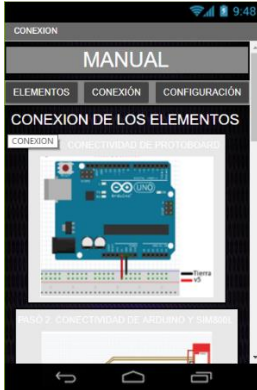 9:48
CONEXION
MANUAL
ELEMENTOS CONEXIÓN CONFIGURACIÓN
CONEXION DE LOS ELEMENTOS
CONEXION : CONECTIVIDAD DE PROTOBOARD
UNO
ARDUINO
Tierra
v5
PASO 2: CONECTIVIDAD DE ARDUINO Y SIM900L